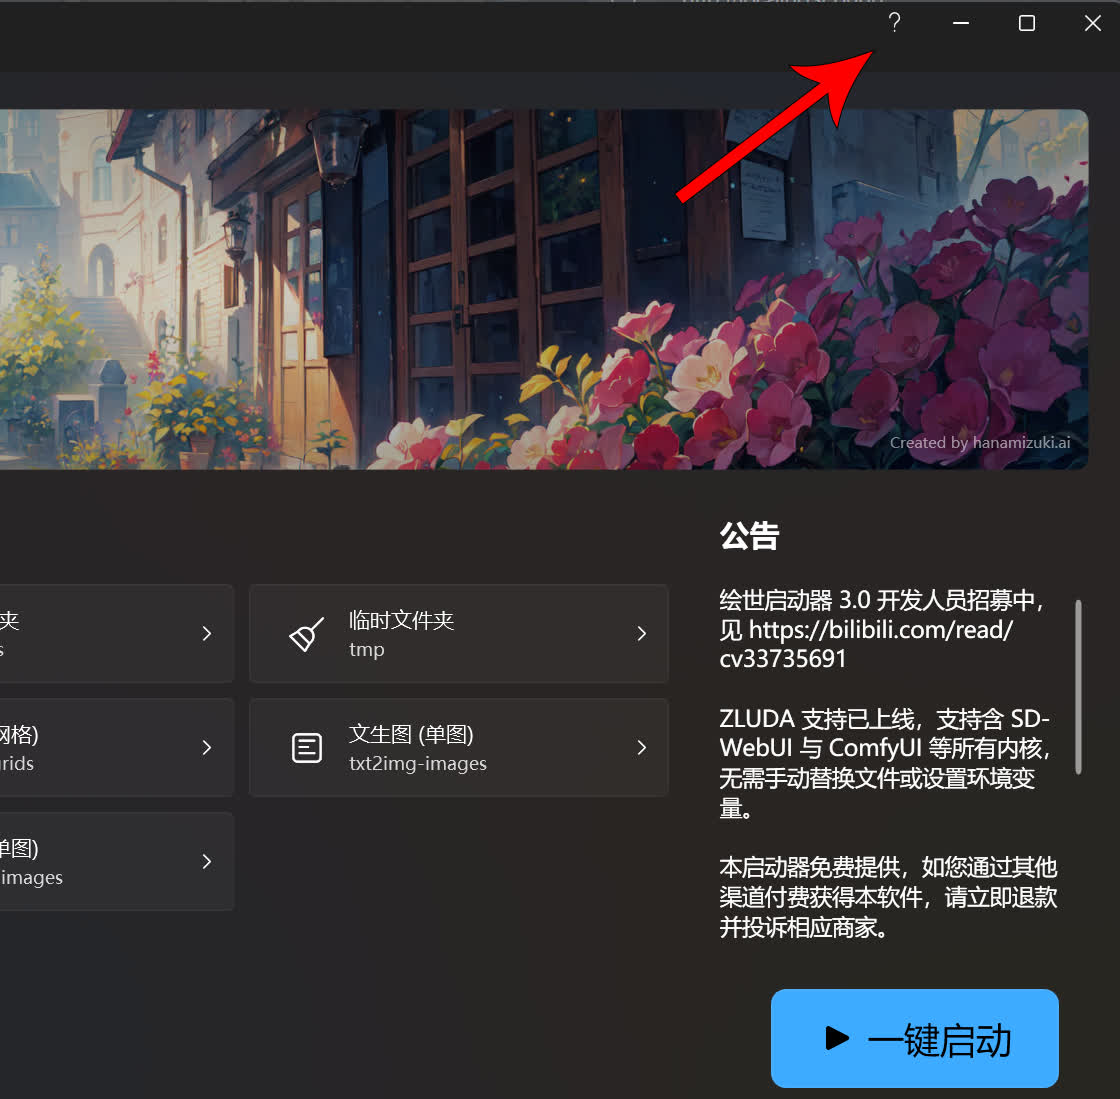 ?
Created by hanamizuki.ai
公告
绘世启动器 3.0 开发人员招募中，
见 https://bilibili.com/read/
cv33735691
ZLUDA 支持已上线，支持含 SD-
WebUI 与 ComfyUI 等所有内核，
无需手动替换文件或设置环境变
量。
本启动器免费提供，如您通过其他
渠道付费获得本软件，请立即退款
并投诉相应商家。
夹
s
临时文件夹
tmp
网格)
rids
文生图 (单图)
txt2img-images
单图)
images
一键启动